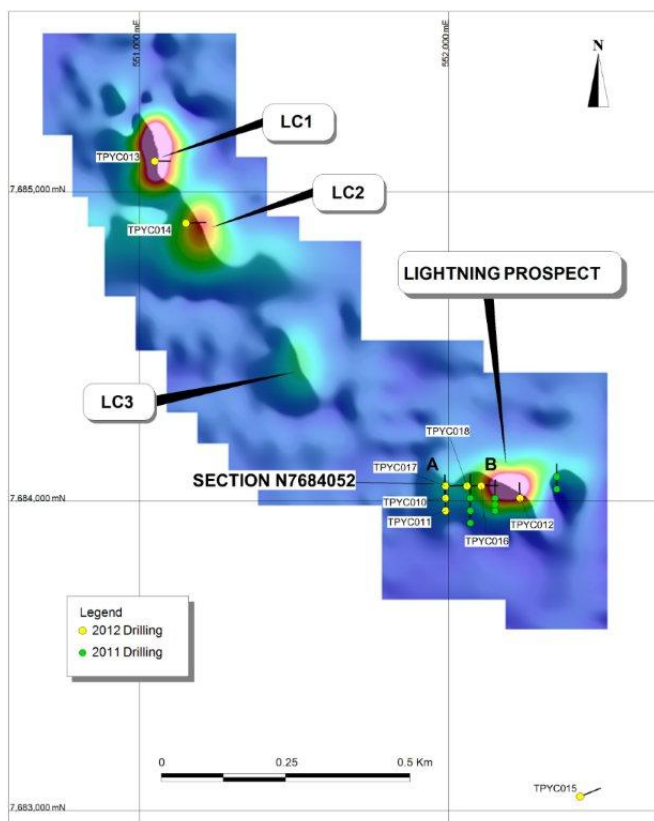 551,000 mE
552,000 mE
N
LC1
TPYC013
7,685,000 mN
LC2
TPYC014
LIGHTNING PROSPECT
LC3
TPYC018
TPYC017
A
B
SECTION N7684052
TPYC010
7,684,000 mN
TPYC011
TPYC012
TPYC016
Legend
2012 Drilling
2011 Drilling
0
0.25
0.5 Km
TPYC015
7,683,000 mN